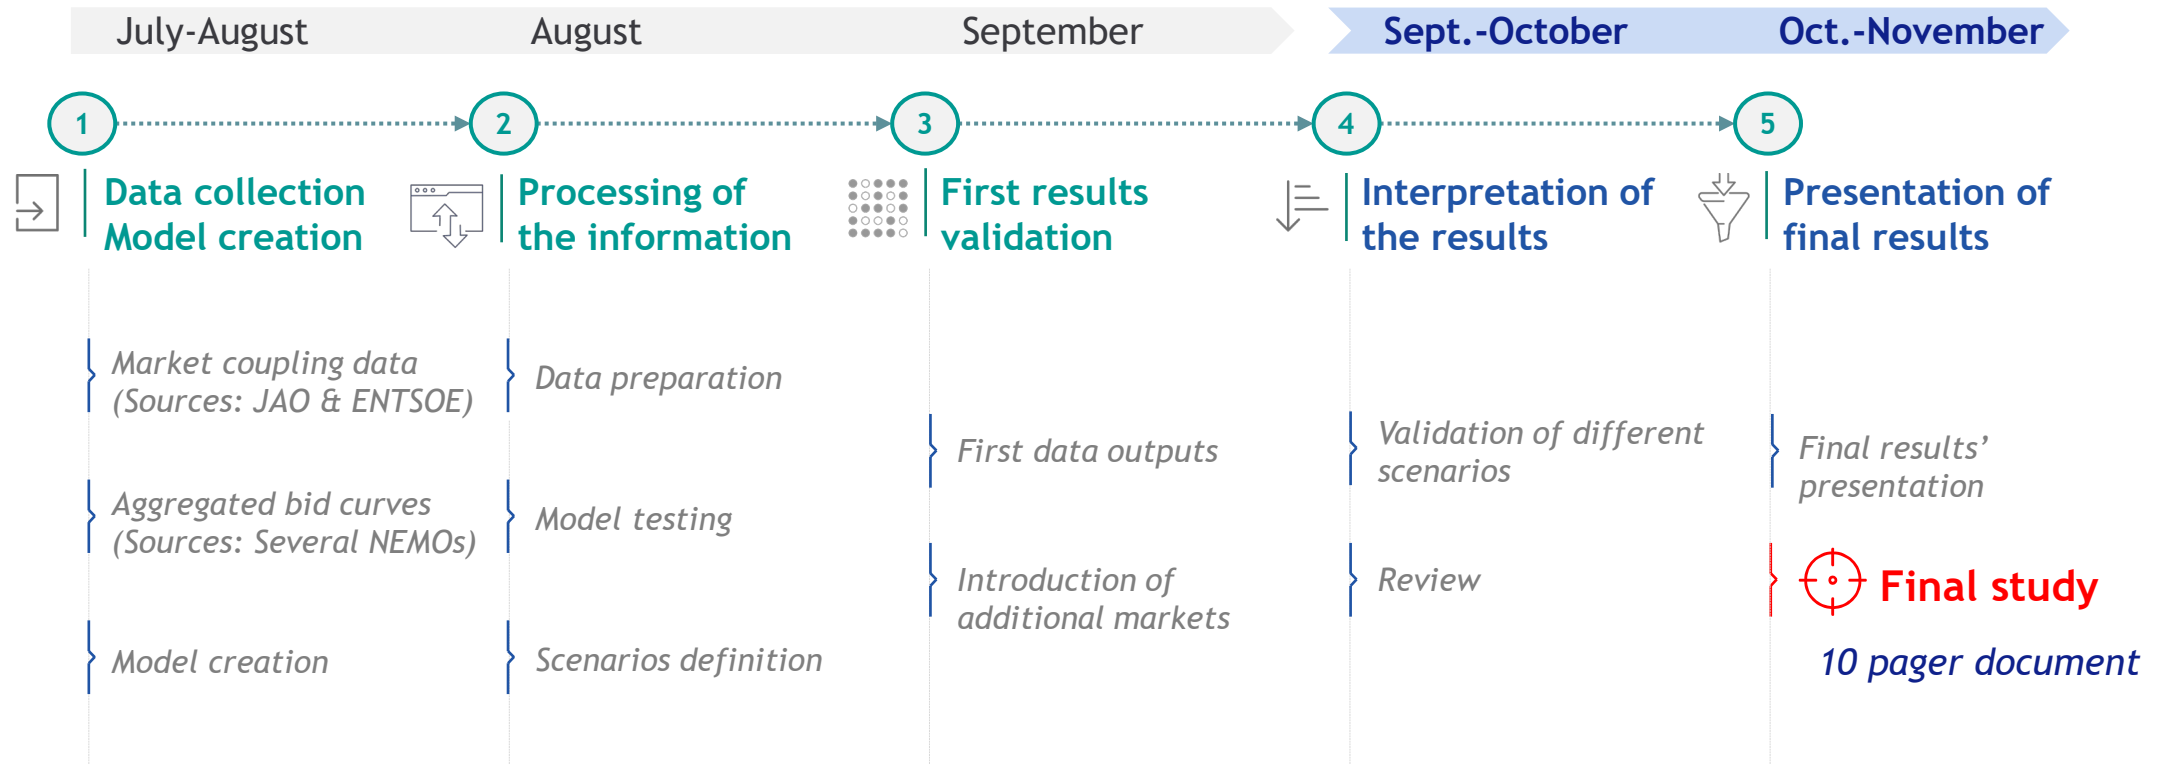 July-August
August
September
Sept.-October
Oct.-November
1
2
3
4
5
Data collection
Model creation
Processing of
the information
First results
validation
Interpretation of
the results
Presentation of
final results
Market coupling data
(Sources: JAO & ENTSOE)
Aggregated bid curves
(Sources: Several NEMOs)
Model creation
Data preparation
Model testing
Scenarios definition
First data outputs
Introduction of
additional markets
Validation of different
scenarios
Review
Final results’
presentation
Final study
10 pager document